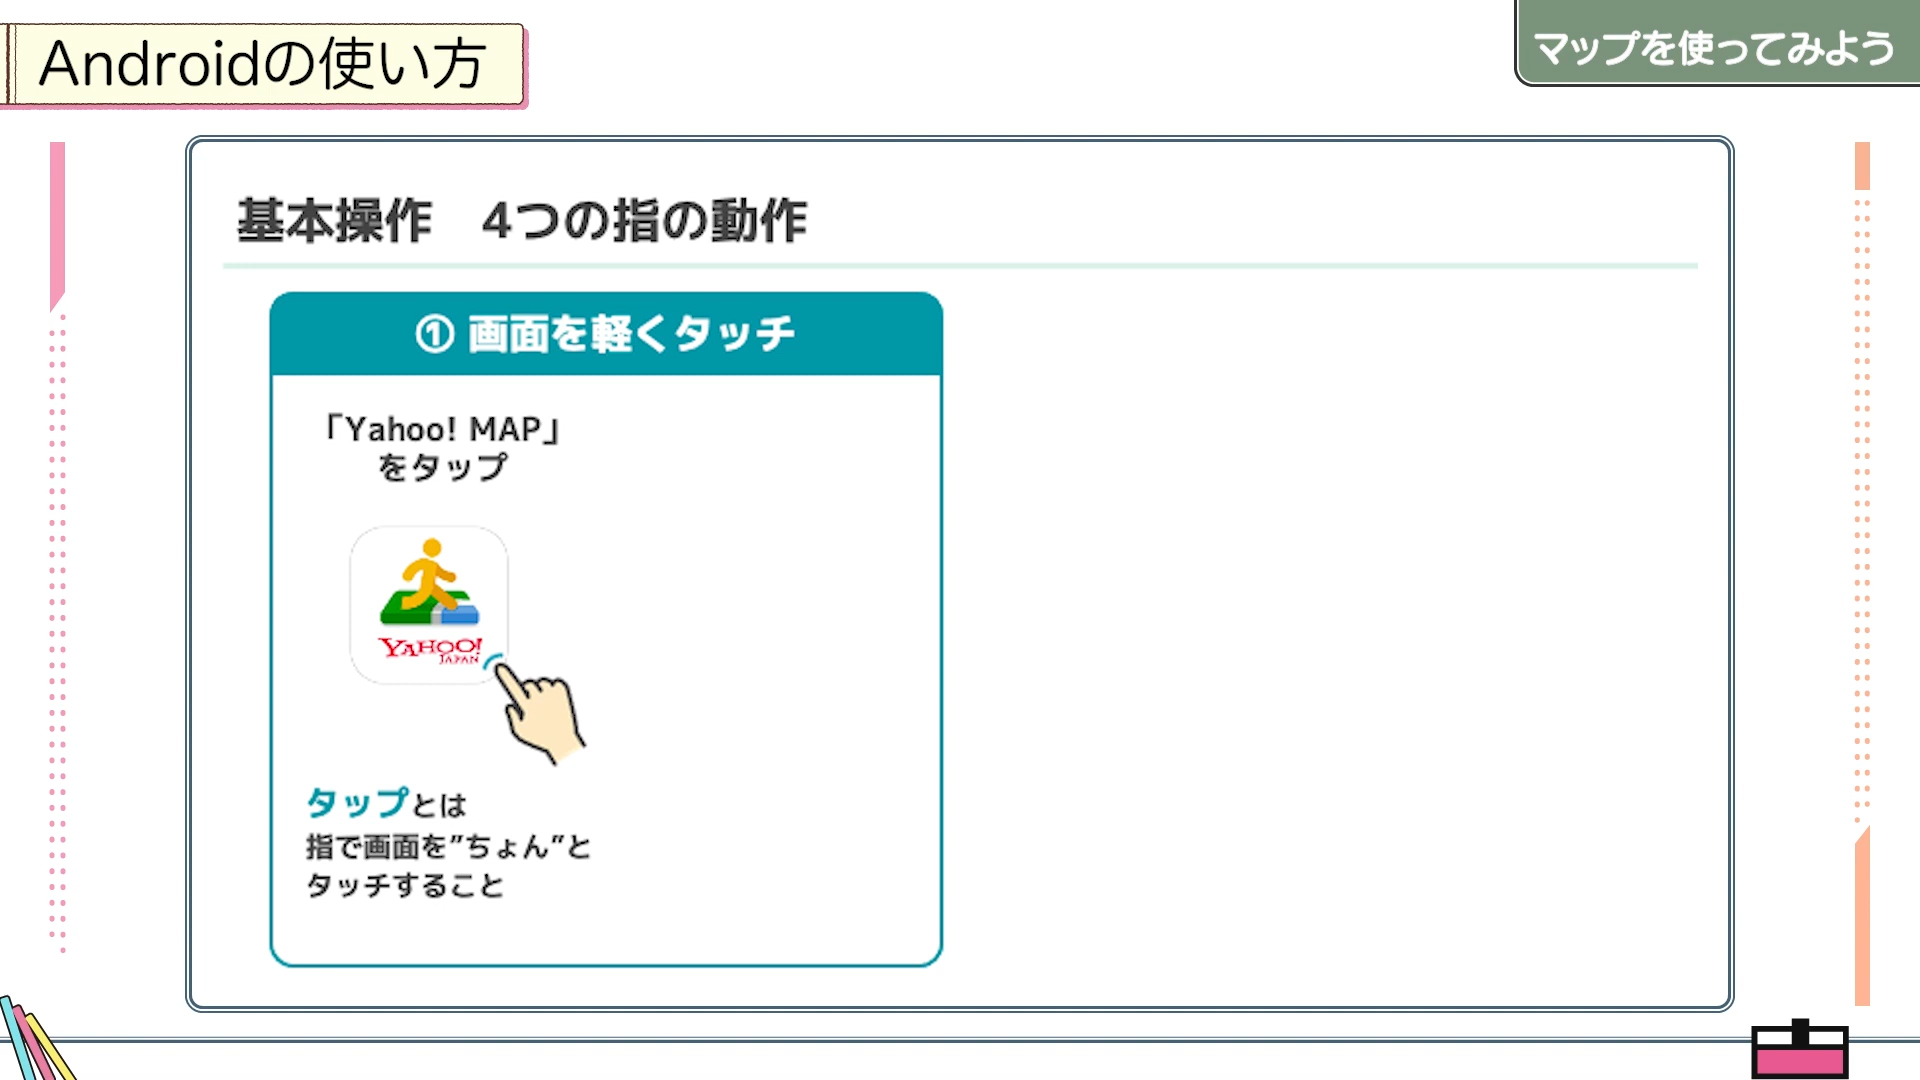 Androidの使い方
マップを使ってみよう
基本操作　4つの指の動作
① 画面を軽くタッチ
「Yahoo! MAP」
をタップ
YAHOO!
JAPAN
タップとは
指で画面を”ちょん”と
タッチすること